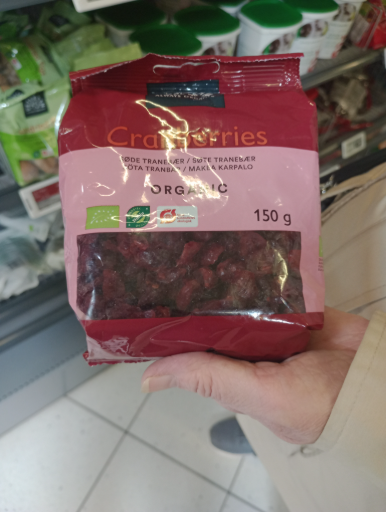 Cranberries
SØDE TRANEBÆR / SØTE TRANEBÆR
SÖTA TRANBÄR / MAKEA KARPALO
ORGANIC
150 g